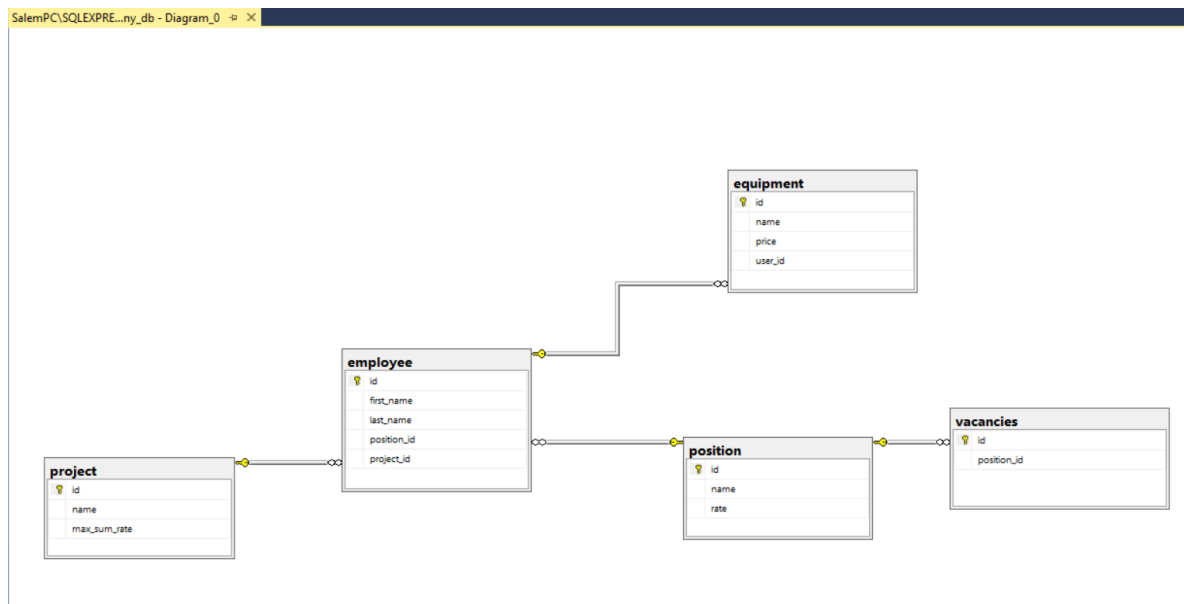 SalemPC\SQLEXPRE...ny_db - Diagram_0
equipment
id
name
price
user_id
employee
id
first_name
last_name
position_id
project_id
project
id
name
max_sum_rate
position
id
name
rate
vacancies
id
position_id